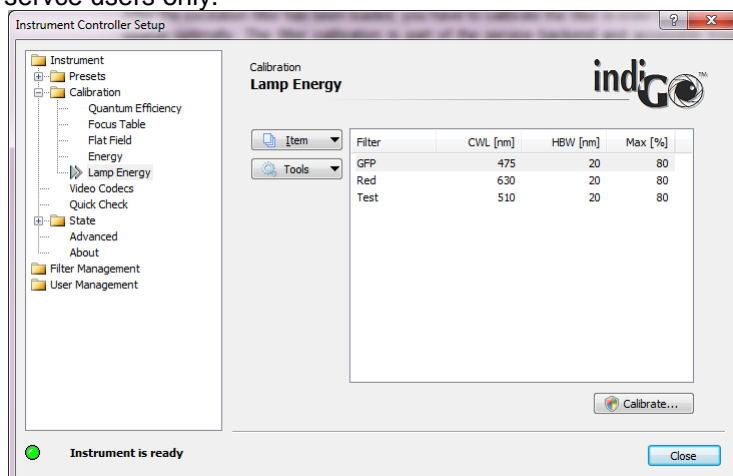 service users only.
Instrument Controller Setup
Instrument
Presets
Calibration
Quantum Efficiency
Focus Table
Flat Field
Energy
Lamp Energy
Video Codecs
Quick Check
State
Advanced
About
Filter Management
User Management
Calibration
Lamp Energy
indiGO™
Item
Tools
Filter CWL [nm] HBW [nm] Max [%]
GFP 475 20 80
Red 630 20 80
Test 510 20 80
Calibrate...
Instrument is ready
Close